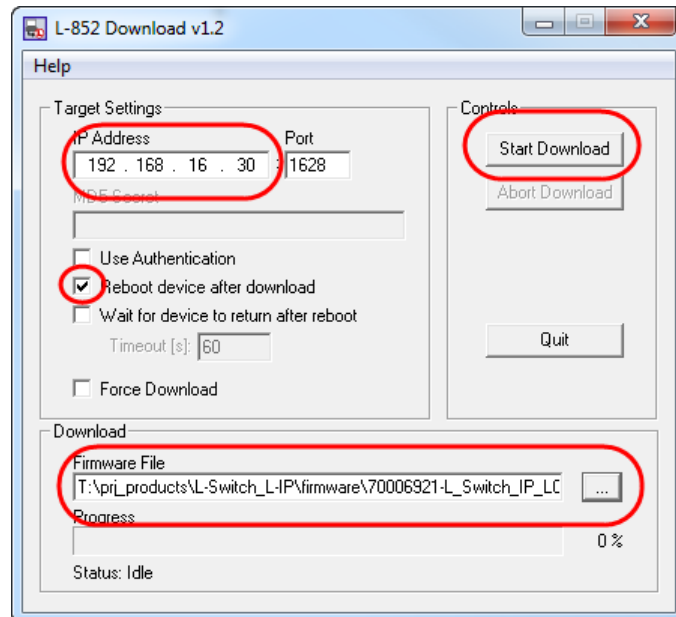 L-852 Download v1.2
Help
Target Settings
IP Address Port
192 . 168 . 16 . 30 : 1628
MD5 Secret
Use Authentication
Reboot device after download
Wait for device to return after reboot
Timeout [s]: 60
Force Download
Controls
Start Download
Abort Download
Quit
Download
Firmware File
T:\prj_products\L-Switch_L-IP\firmware\70006921-L_Switch_IP_LC ...
Progress
0 %
Status: Idle